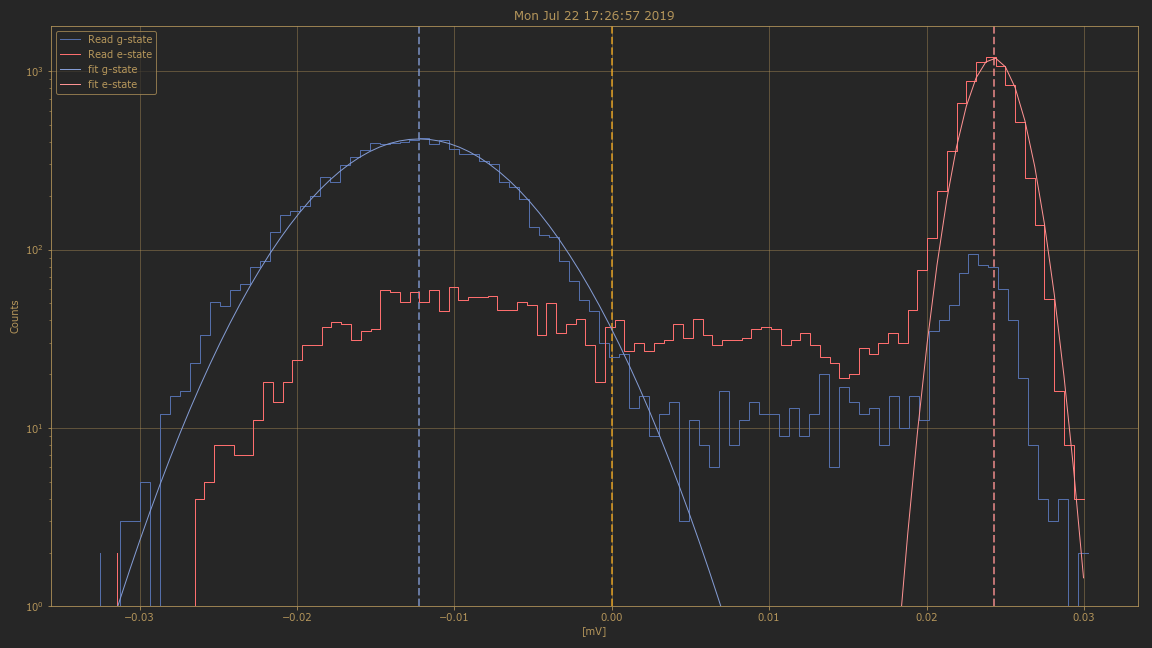 Mon Jul 22 17:26:57 2019
Read g-state
Read e-state
fit g-state
fit e-state
Counts
10³
10²
10¹
10⁰
−0.03 −0.02 −0.01 0.00 0.01 0.02 0.03
[mV]